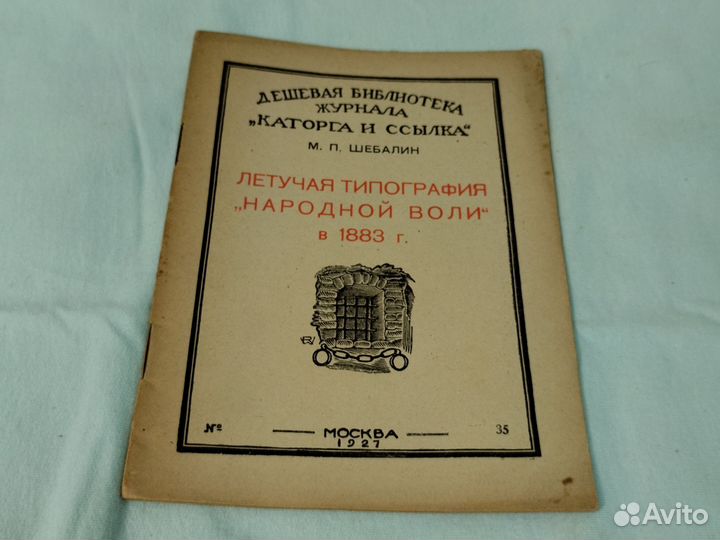 ДЕШЕВАЯ БИБЛИОТЕКА
ЖУРНАЛА
„КАТОРГА И ССЫЛКА“
М. П. ШЕБАЛИН
ЛЕТУЧАЯ ТИПОГРАФИЯ
„НАРОДНОЙ ВОЛИ“
в 1883 г.
№ — МОСКВА — 35
1927
Avito